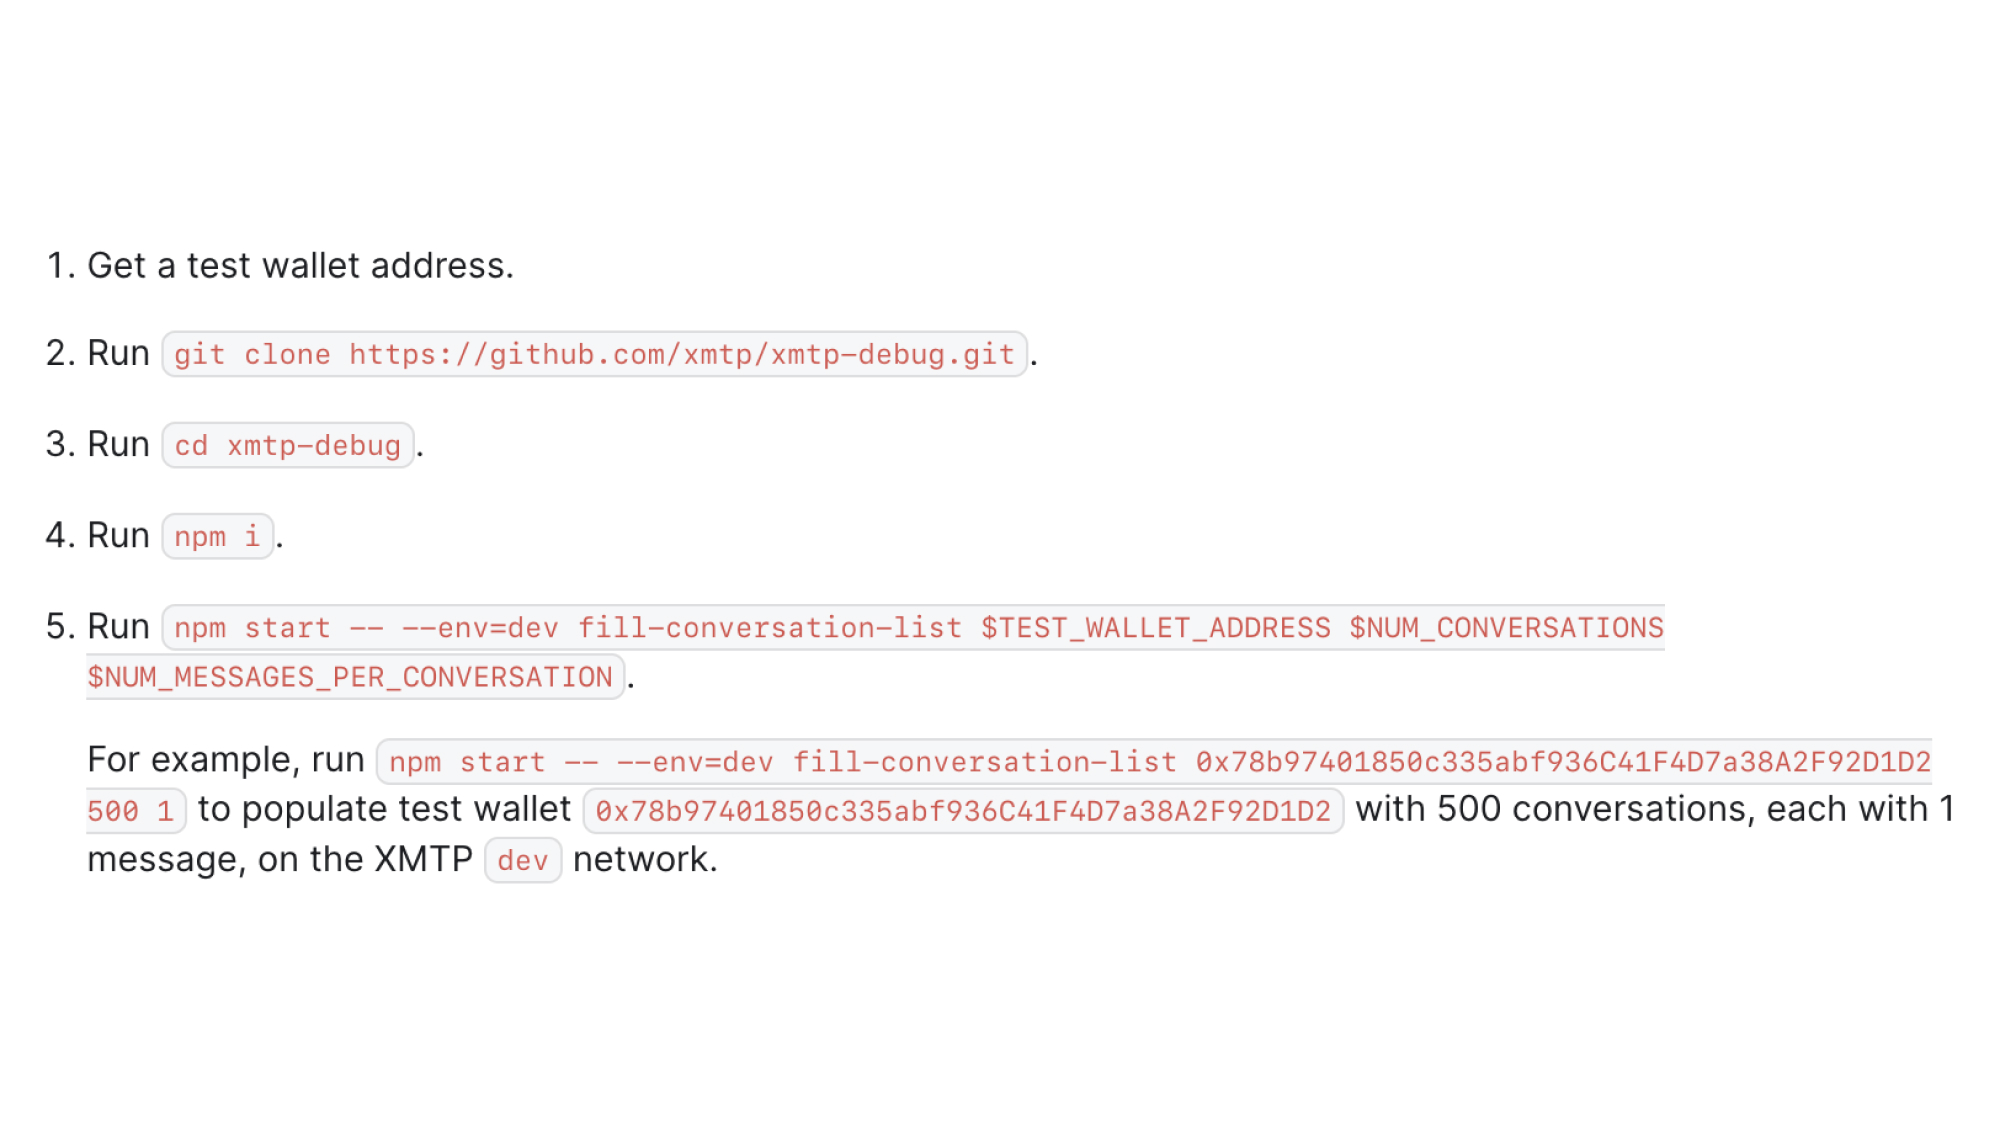 1. Get a test wallet address.
2. Run git clone https://github.com/xmtp/xmtp-debug.git.
3. Run cd xmtp-debug.
4. Run npm i.
5. Run npm start -- --env=dev fill-conversation-list $TEST_WALLET_ADDRESS $NUM_CONVERSATIONS
$NUM_MESSAGES_PER_CONVERSATION.
For example, run npm start -- --env=dev fill-conversation-list 0x78b97401850c335abf936C41F4D7a38A2F92D1D2
500 1 to populate test wallet 0x78b97401850c335abf936C41F4D7a38A2F92D1D2 with 500 conversations, each with 1
message, on the XMTP dev network.